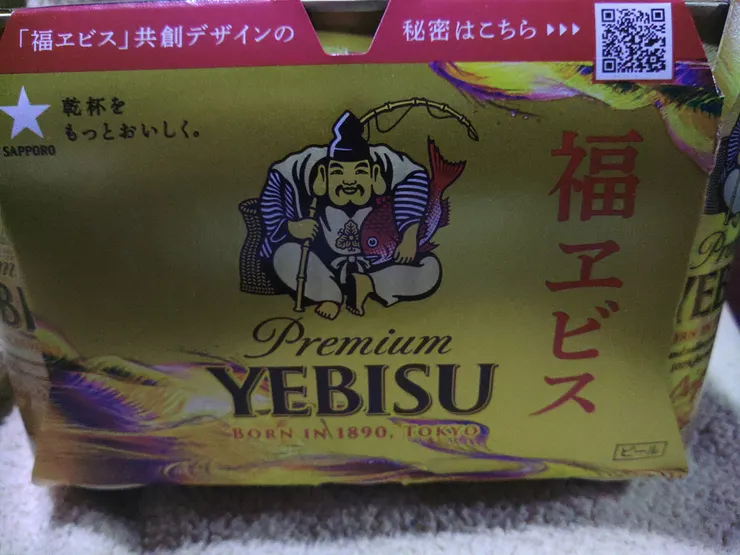 「福ヱビス」共創デザインの
秘密はこちら ▸▸▸
乾杯を
もっとおいしく。
SAPPORO
福ヱビス
Premium
YEBISU
BORN IN 1890, TOKYO
ビール